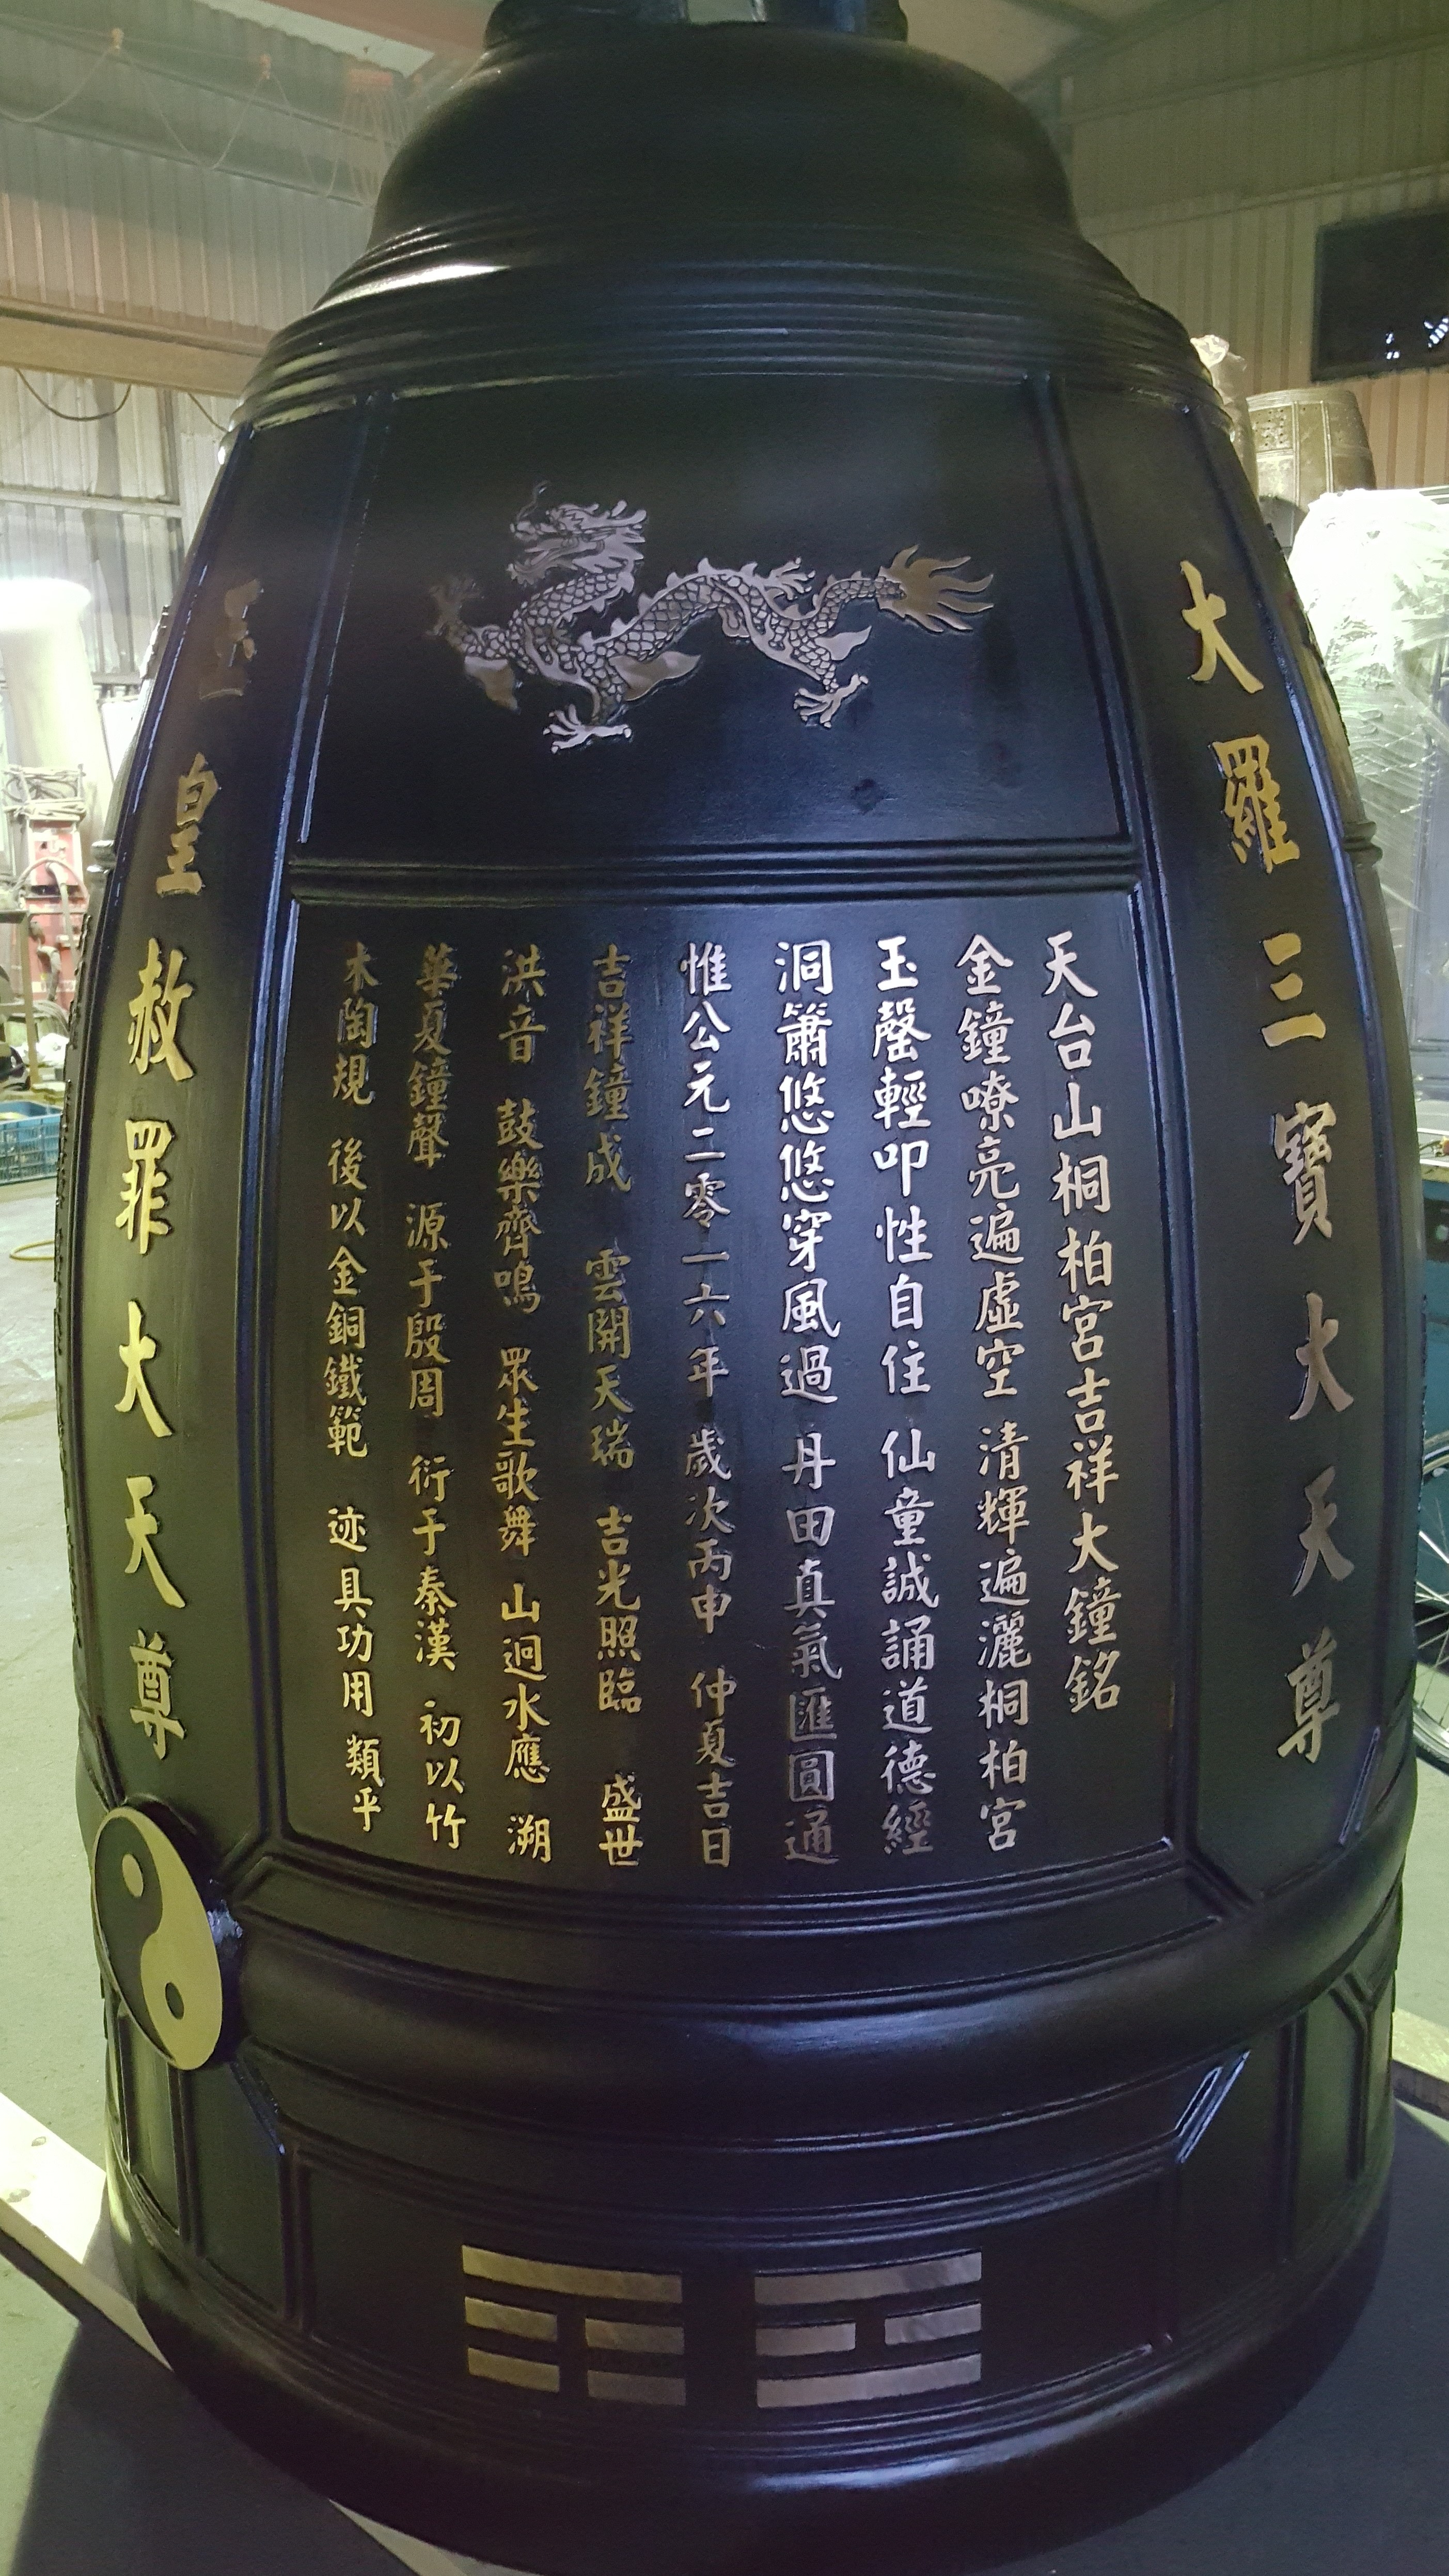 大羅三寶大天尊
天台山桐柏宮吉祥大鐘銘
金鐘嘹亮遍虛空 清輝遍灑桐柏宮
玉罄輕叩性自住 仙童誠誦道德經
洞簫悠悠穿風過 丹田真氣匯圓通
惟公元二零一六年 歲次丙申 仲夏吉日
吉祥鐘成 雲開天瑞 吉光照臨 盛世
洪音 鼓樂齊鳴 眾生歌舞 山迴水應 溯
華夏鐘聲 源于殷周 衍于秦漢 初以竹
木陶規 後以金銅鐵範 迹具功用 類乎
玉皇赦罪大天尊